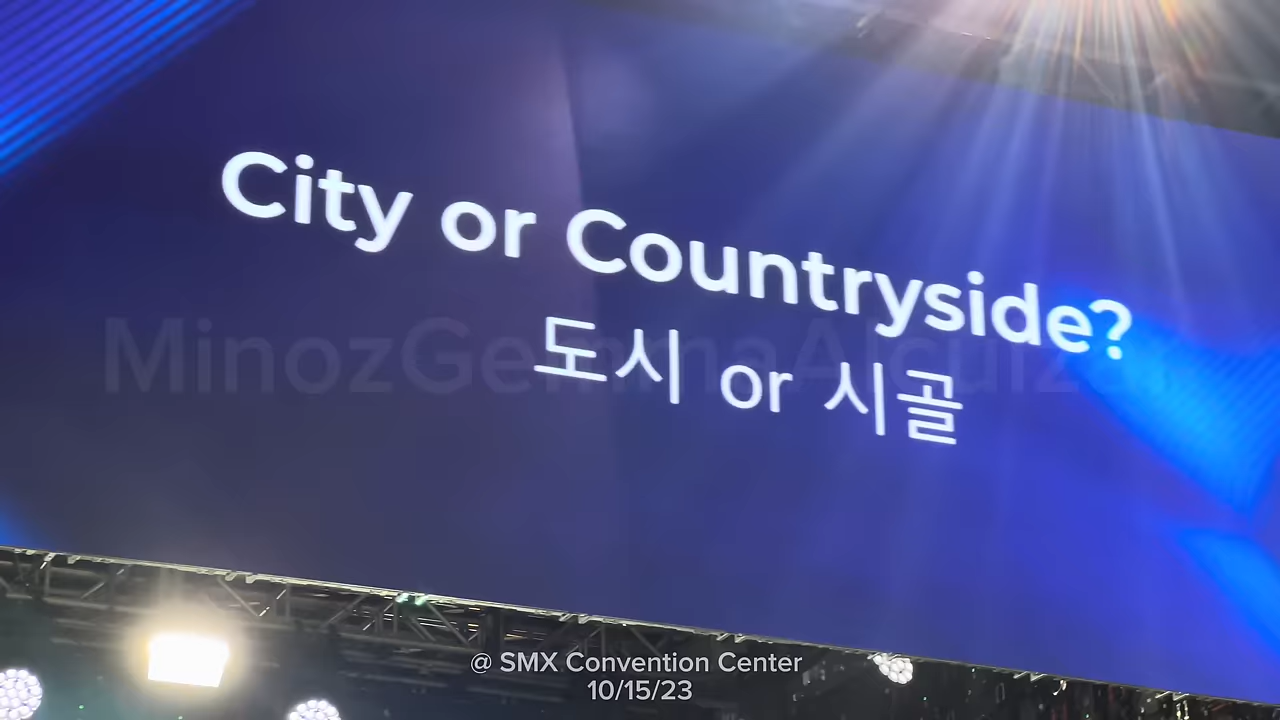 City or Countryside?
도시 or 시골
@ SMX Convention Center
10/15/23